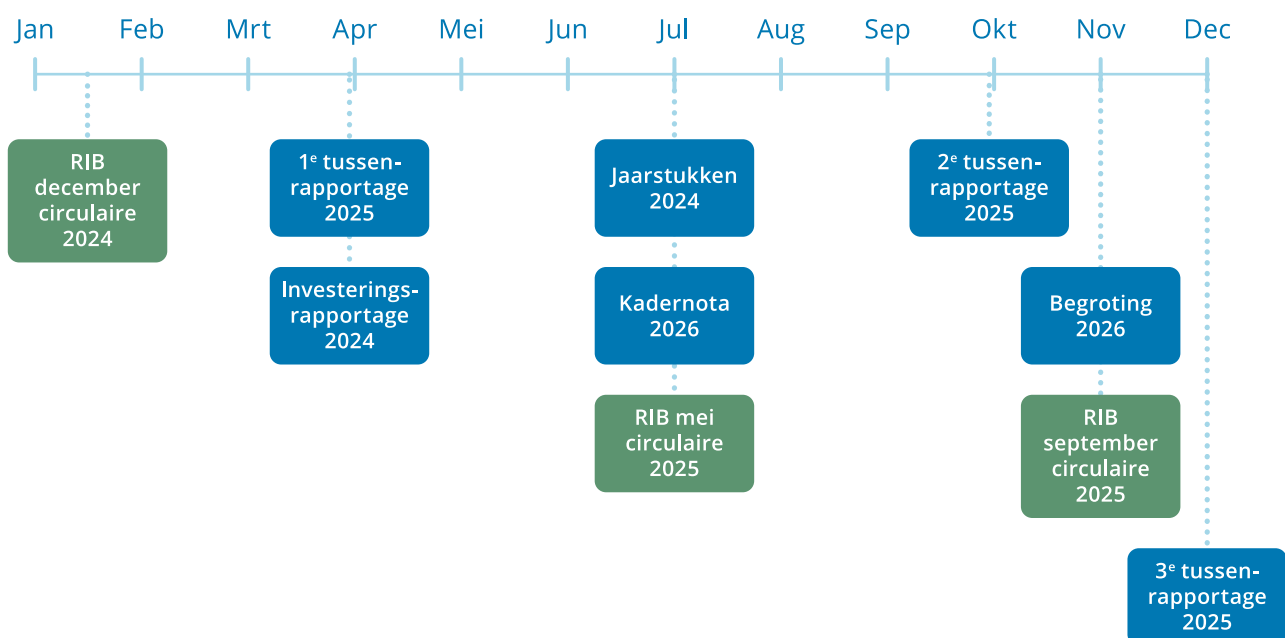 Jan Feb Mrt Apr Mei Jun Jul Aug Sep Okt Nov Dec
RIB
december
circulaire
2024
1e tussen-
rapportage
2025
Investerings-
rapportage
2024
Jaarstukken
2024
Kadernota
2026
RIB mei
circulaire
2025
2e tussen-
rapportage
2025
Begroting
2026
RIB
september
circulaire
2025
3e tussen-
rapportage
2025